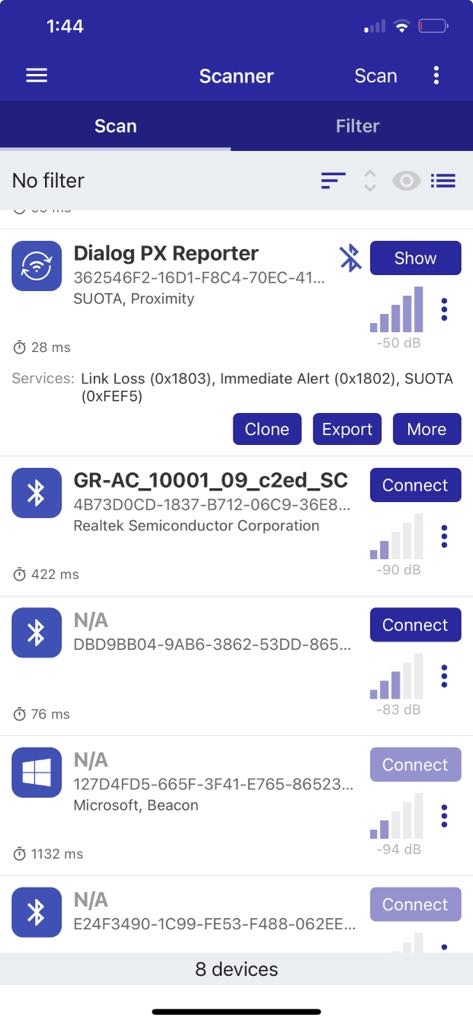 1:44
Scanner
Scan
Scan
Filter
No filter
Dialog PX Reporter
Show
362546F2-16D1-F8C4-70EC-41...
SUOTA, Proximity
-50 dB
28 ms
Services: Link Loss (0x1803), Immediate Alert (0x1802), SUOTA
(0xFEF5)
Clone
Export
More
GR-AC_10001_09_c2ed_SC
Connect
4B73D0CD-1837-B712-06C9-36E8...
Realtek Semiconductor Corporation
-90 dB
422 ms
N/A
Connect
DBD9BB04-9AB6-3862-53DD-865...
-83 dB
76 ms
N/A
Connect
127D4FD5-665F-3F41-E765-86523...
Microsoft, Beacon
-94 dB
1132 ms
N/A
Connect
E24F3490-1C99-FE53-F488-062EE...
8 devices